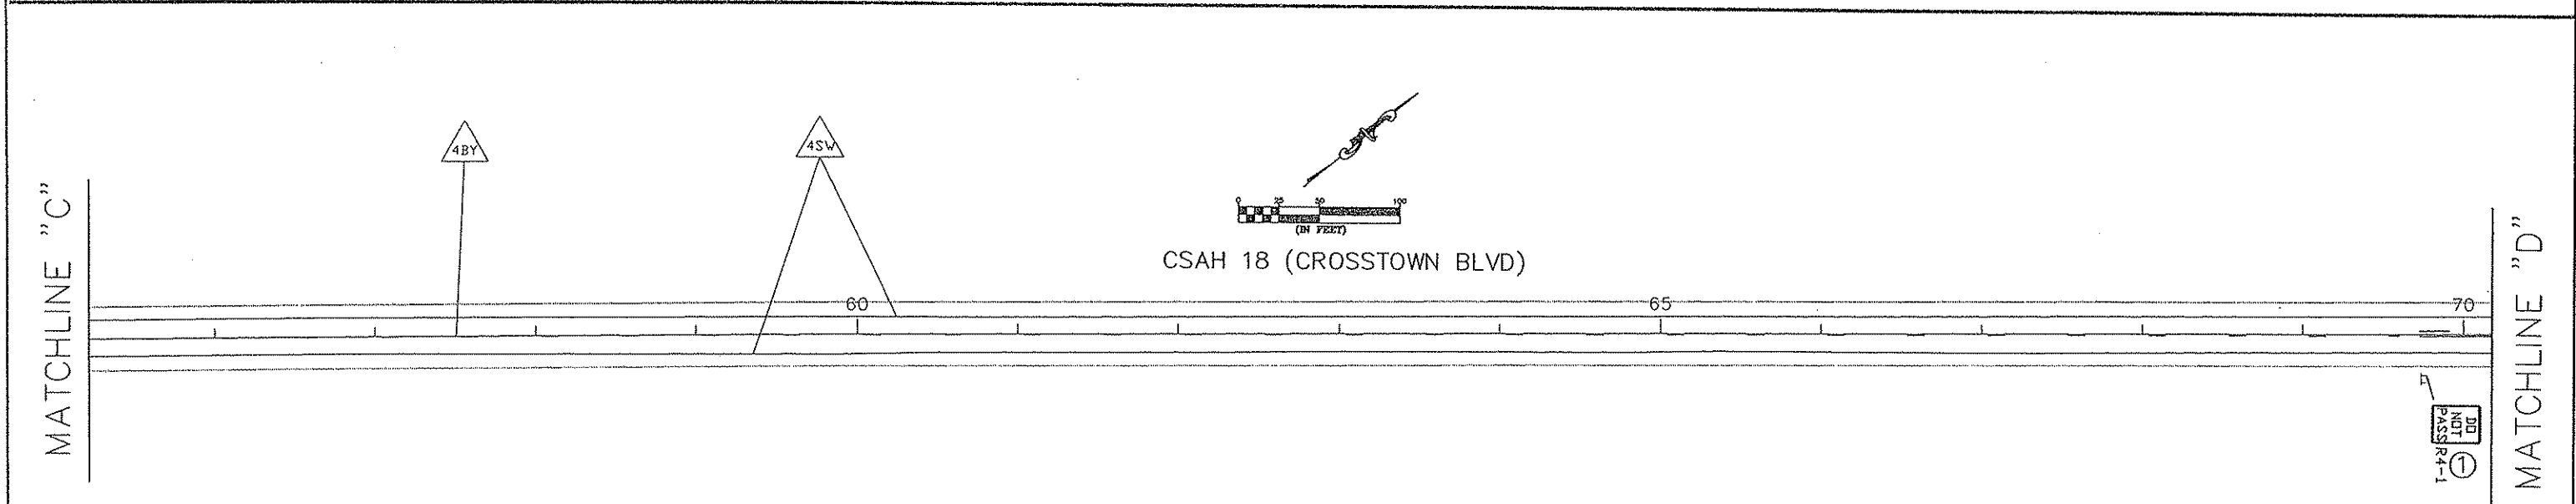 4BY
4SW
0 25 50 100
(IN FEET)
CSAH 18 (CROSSTOWN BLVD)
MATCHLINE "C"
60
65
70
MATCHLINE "D"
DO
NOT
PASS
R4-1
1